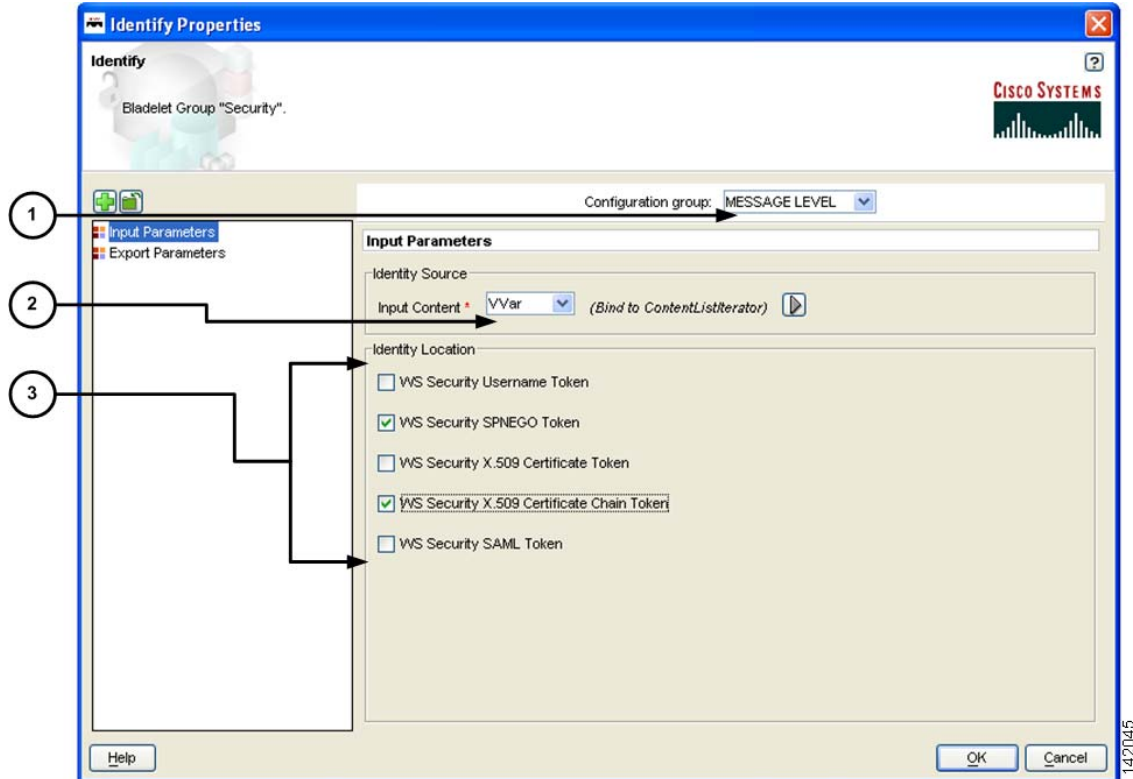 Identify Properties
Identify
Bladelet Group "Security".
?
CISCO SYSTEMS
1
Configuration group: MESSAGE LEVEL
Input Parameters
Export Parameters
Input Parameters
Identity Source
2
Input Content * VVar (Bind to ContentListIterator)
Identity Location
3
WS Security Username Token
WS Security SPNEGO Token
WS Security X.509 Certificate Token
WS Security X.509 Certificate Chain Token
WS Security SAML Token
Help
OK
Cancel
142045